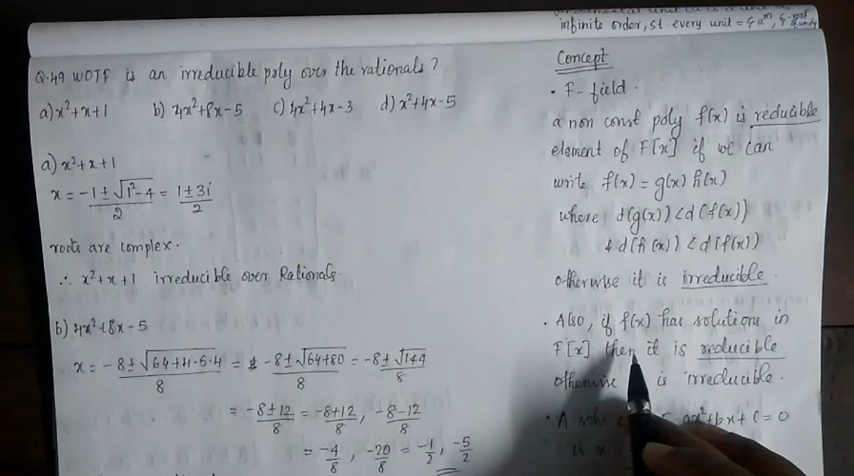 infinite order, st. every unit = ζu^m, ζ-root of unity
Q.49 WOTF is an irreducible poly over the rationals?
a) x²+x+1 b) 4x²+8x-5 c) 4x²+4x-3 d) x²+4x-5
a) x²+x+1
x = -1±√1²-4 / 2 = 1±3i / 2
roots are complex.
∴ x²+x+1 irreducible over Rationals.
b) 4x²+8x-5
x = -8±√64+4·5·4 / 8 = -8±√64+80 / 8 = -8±√144 / 8
= -8±12 / 8 = -8+12 / 8, -8-12 / 8
= -4/8, -20/8 = -1/2, -5/2
Concept
• F-field.
a non const poly f(x) is reducible
element of F[x] if we can
write f(x) = g(x) h(x)
where d(g(x)) < d(f(x))
& d(h(x)) < d(f(x))
otherwise it is irreducible.
• Also, if f(x) has solutions in
F[x] then it is reducible
otherwise is irreducible.
• A ax²+bx+c=0
is x =